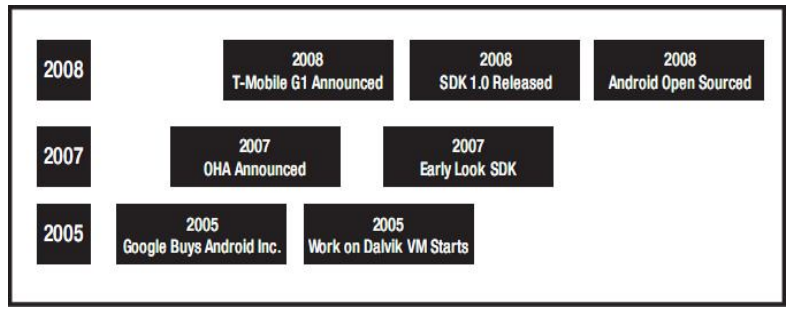 2008
2008
T-Mobile G1 Announced
2008
SDK 1.0 Released
2008
Android Open Sourced
2007
2007
OHA Announced
2007
Early Look SDK
2005
2005
Google Buys Android Inc.
2005
Work on Dalvik VM Starts